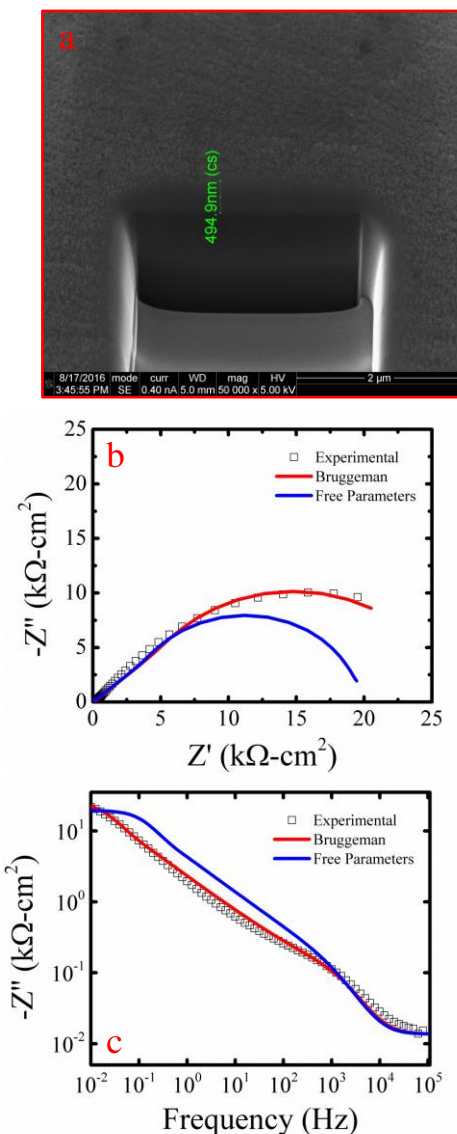 a
494.9nm (cs)
8/17/2016 mode curr WD mag HV
2 µm
3:45:55 PM SE 0.40 nA 5.0 mm 50 000 x 5.00 kV
25
b
20
15
10
5
0
-Z'' (kΩ-cm²)
Experimental
Bruggeman
Free Parameters
0 5 10 15 20 25
Z' (kΩ-cm²)
10¹
10⁰
10⁻¹
10⁻²
-Z'' (kΩ-cm²)
Experimental
Bruggeman
Free Parameters
c
10⁻² 10⁻¹ 10⁰ 10¹ 10² 10³ 10⁴ 10⁵
Frequency (Hz)